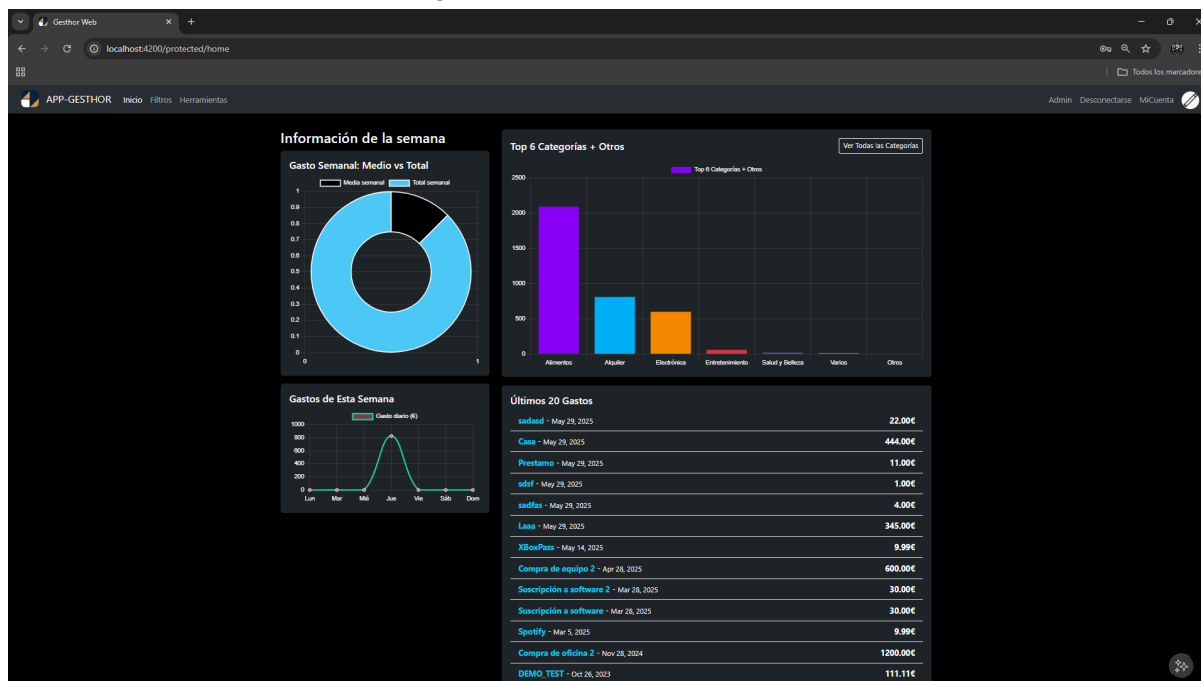 Gesthor Web
localhost:4200/protected/home
Todos los marcadores
APP-GESTHOR Inicio Filtros Herramientas
Admin Desconectarse MiCuenta
Información de la semana
Gasto Semanal: Medio vs Total
Media semanal Total semanal
1
0.9
0.8
0.7
0.6
0.5
0.4
0.3
0.2
0.1
0
0 1
Gastos de Esta Semana
Gasto diario (€)
1000
800
600
400
200
0
Lun Mar Mié Jue Vie Sáb Dom
Top 6 Categorías + Otros
Ver Todas las Categorías
Top 6 Categorías + Otros
2500
2000
1500
1000
500
0
Alimentos Alquiler Electrónica Entretenimiento Salud y Belleza Varios Otros
Últimos 20 Gastos
sadasd - May 29, 2025 22.00€
Casa - May 29, 2025 444.00€
Prestamo - May 29, 2025 11.00€
sdsf - May 29, 2025 1.00€
sadfas - May 29, 2025 4.00€
Laaa - May 29, 2025 345.00€
XBoxPass - May 14, 2025 9.99€
Compra de equipo 2 - Apr 28, 2025 600.00€
Suscripción a software 2 - Mar 28, 2025 30.00€
Suscripción a software - Mar 28, 2025 30.00€
Spotify - Mar 5, 2025 9.99€
Compra de oficina 2 - Nov 28, 2024 1200.00€
DEMO_TEST - Oct 26, 2023 111.11€